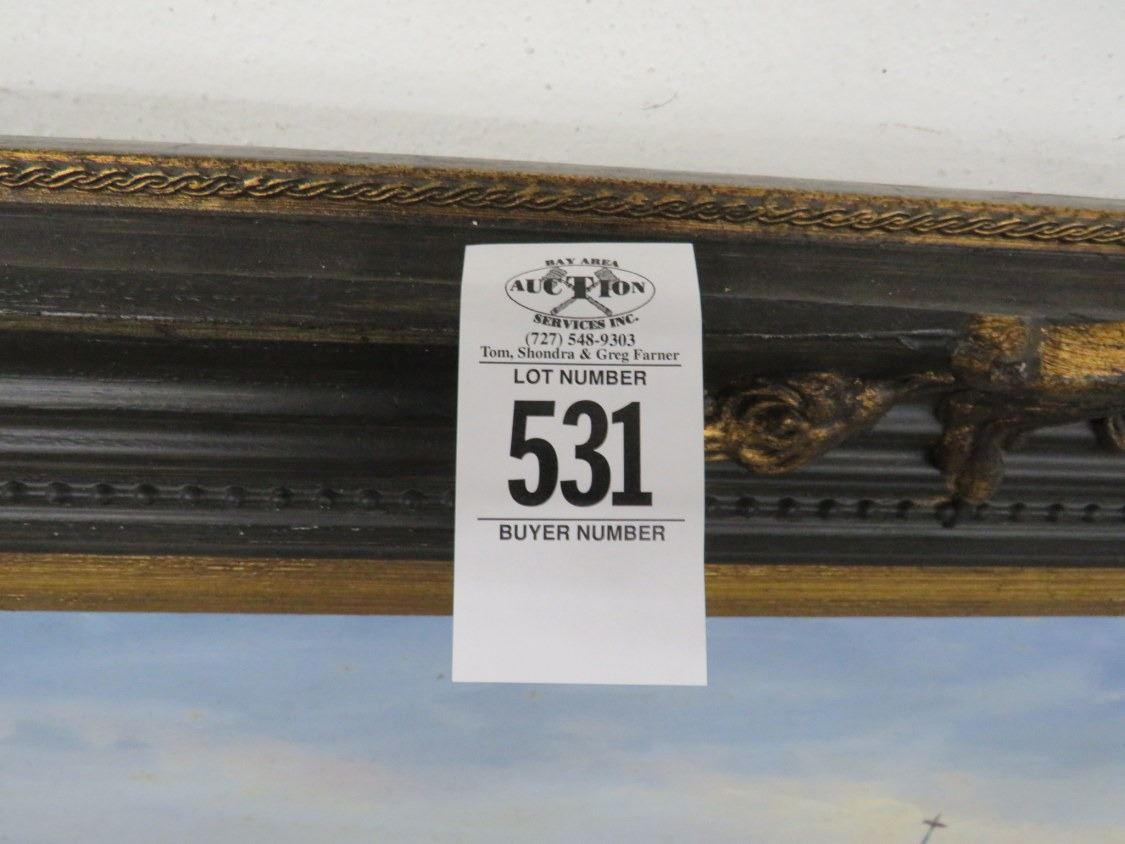 BAY AREA
AUCTION
SERVICES INC.
(727) 548-9303
Tom, Shondra & Greg Farner
LOT NUMBER
531
BUYER NUMBER